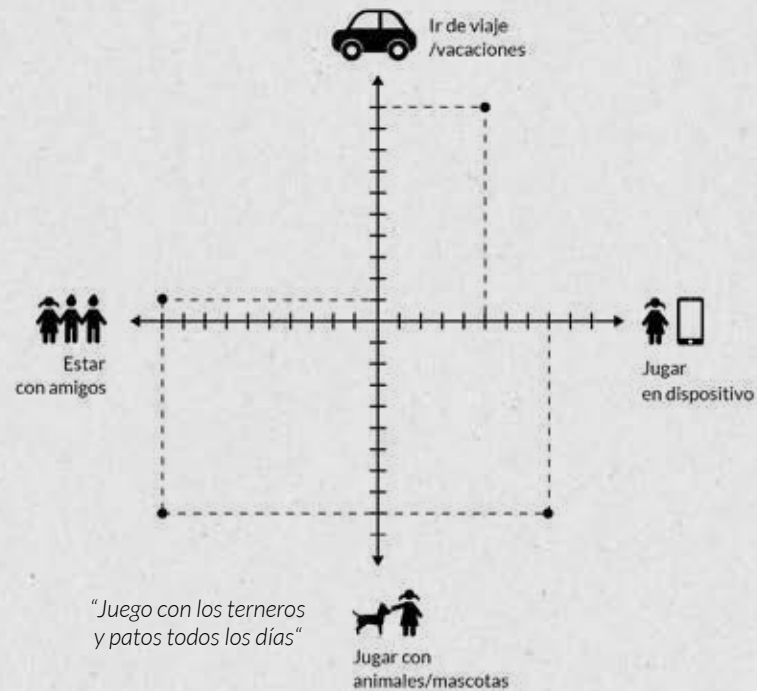 Ir de viaje
/vacaciones
Estar
con amigos
Jugar
en dispositivo
“Juego con los terneros
y patos todos los días“
Jugar con
animales/mascotas